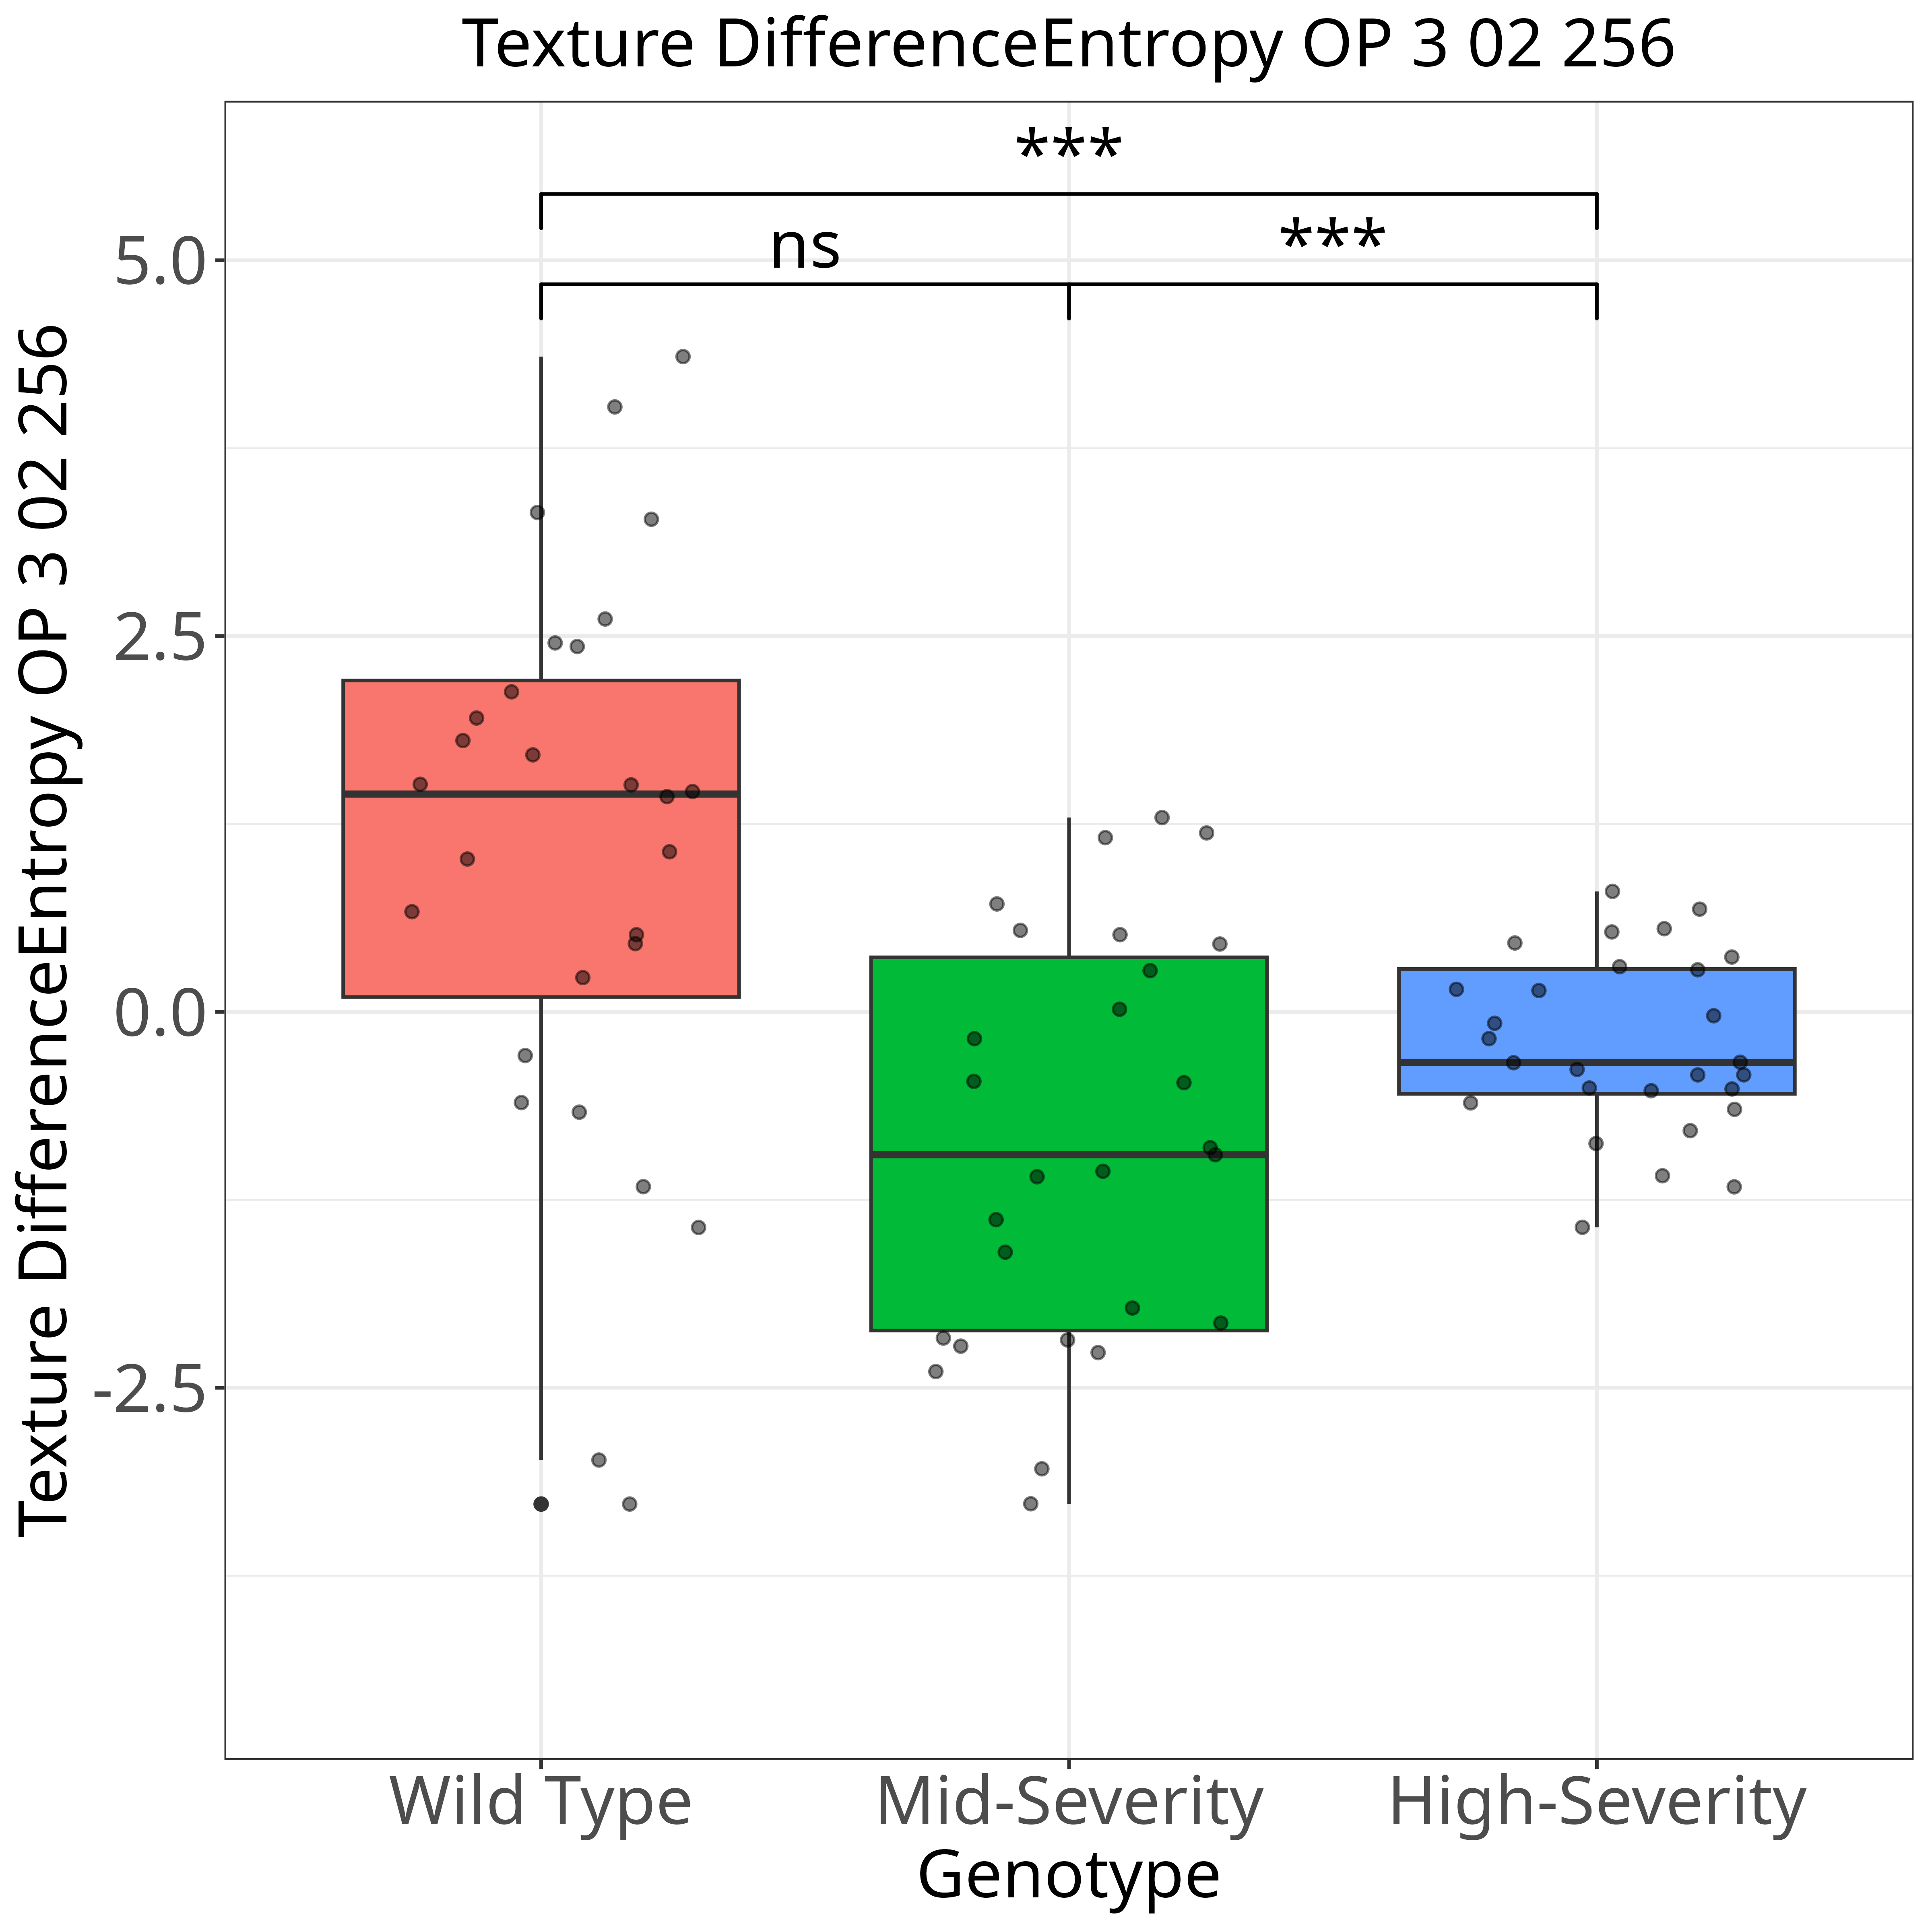 Texture DifferenceEntropy OP 3 02 256
***
ns
***
5.0
2.5
0.0
-2.5
Texture DifferenceEntropy OP 3 02 256
Wild Type
Mid-Severity
High-Severity
Genotype